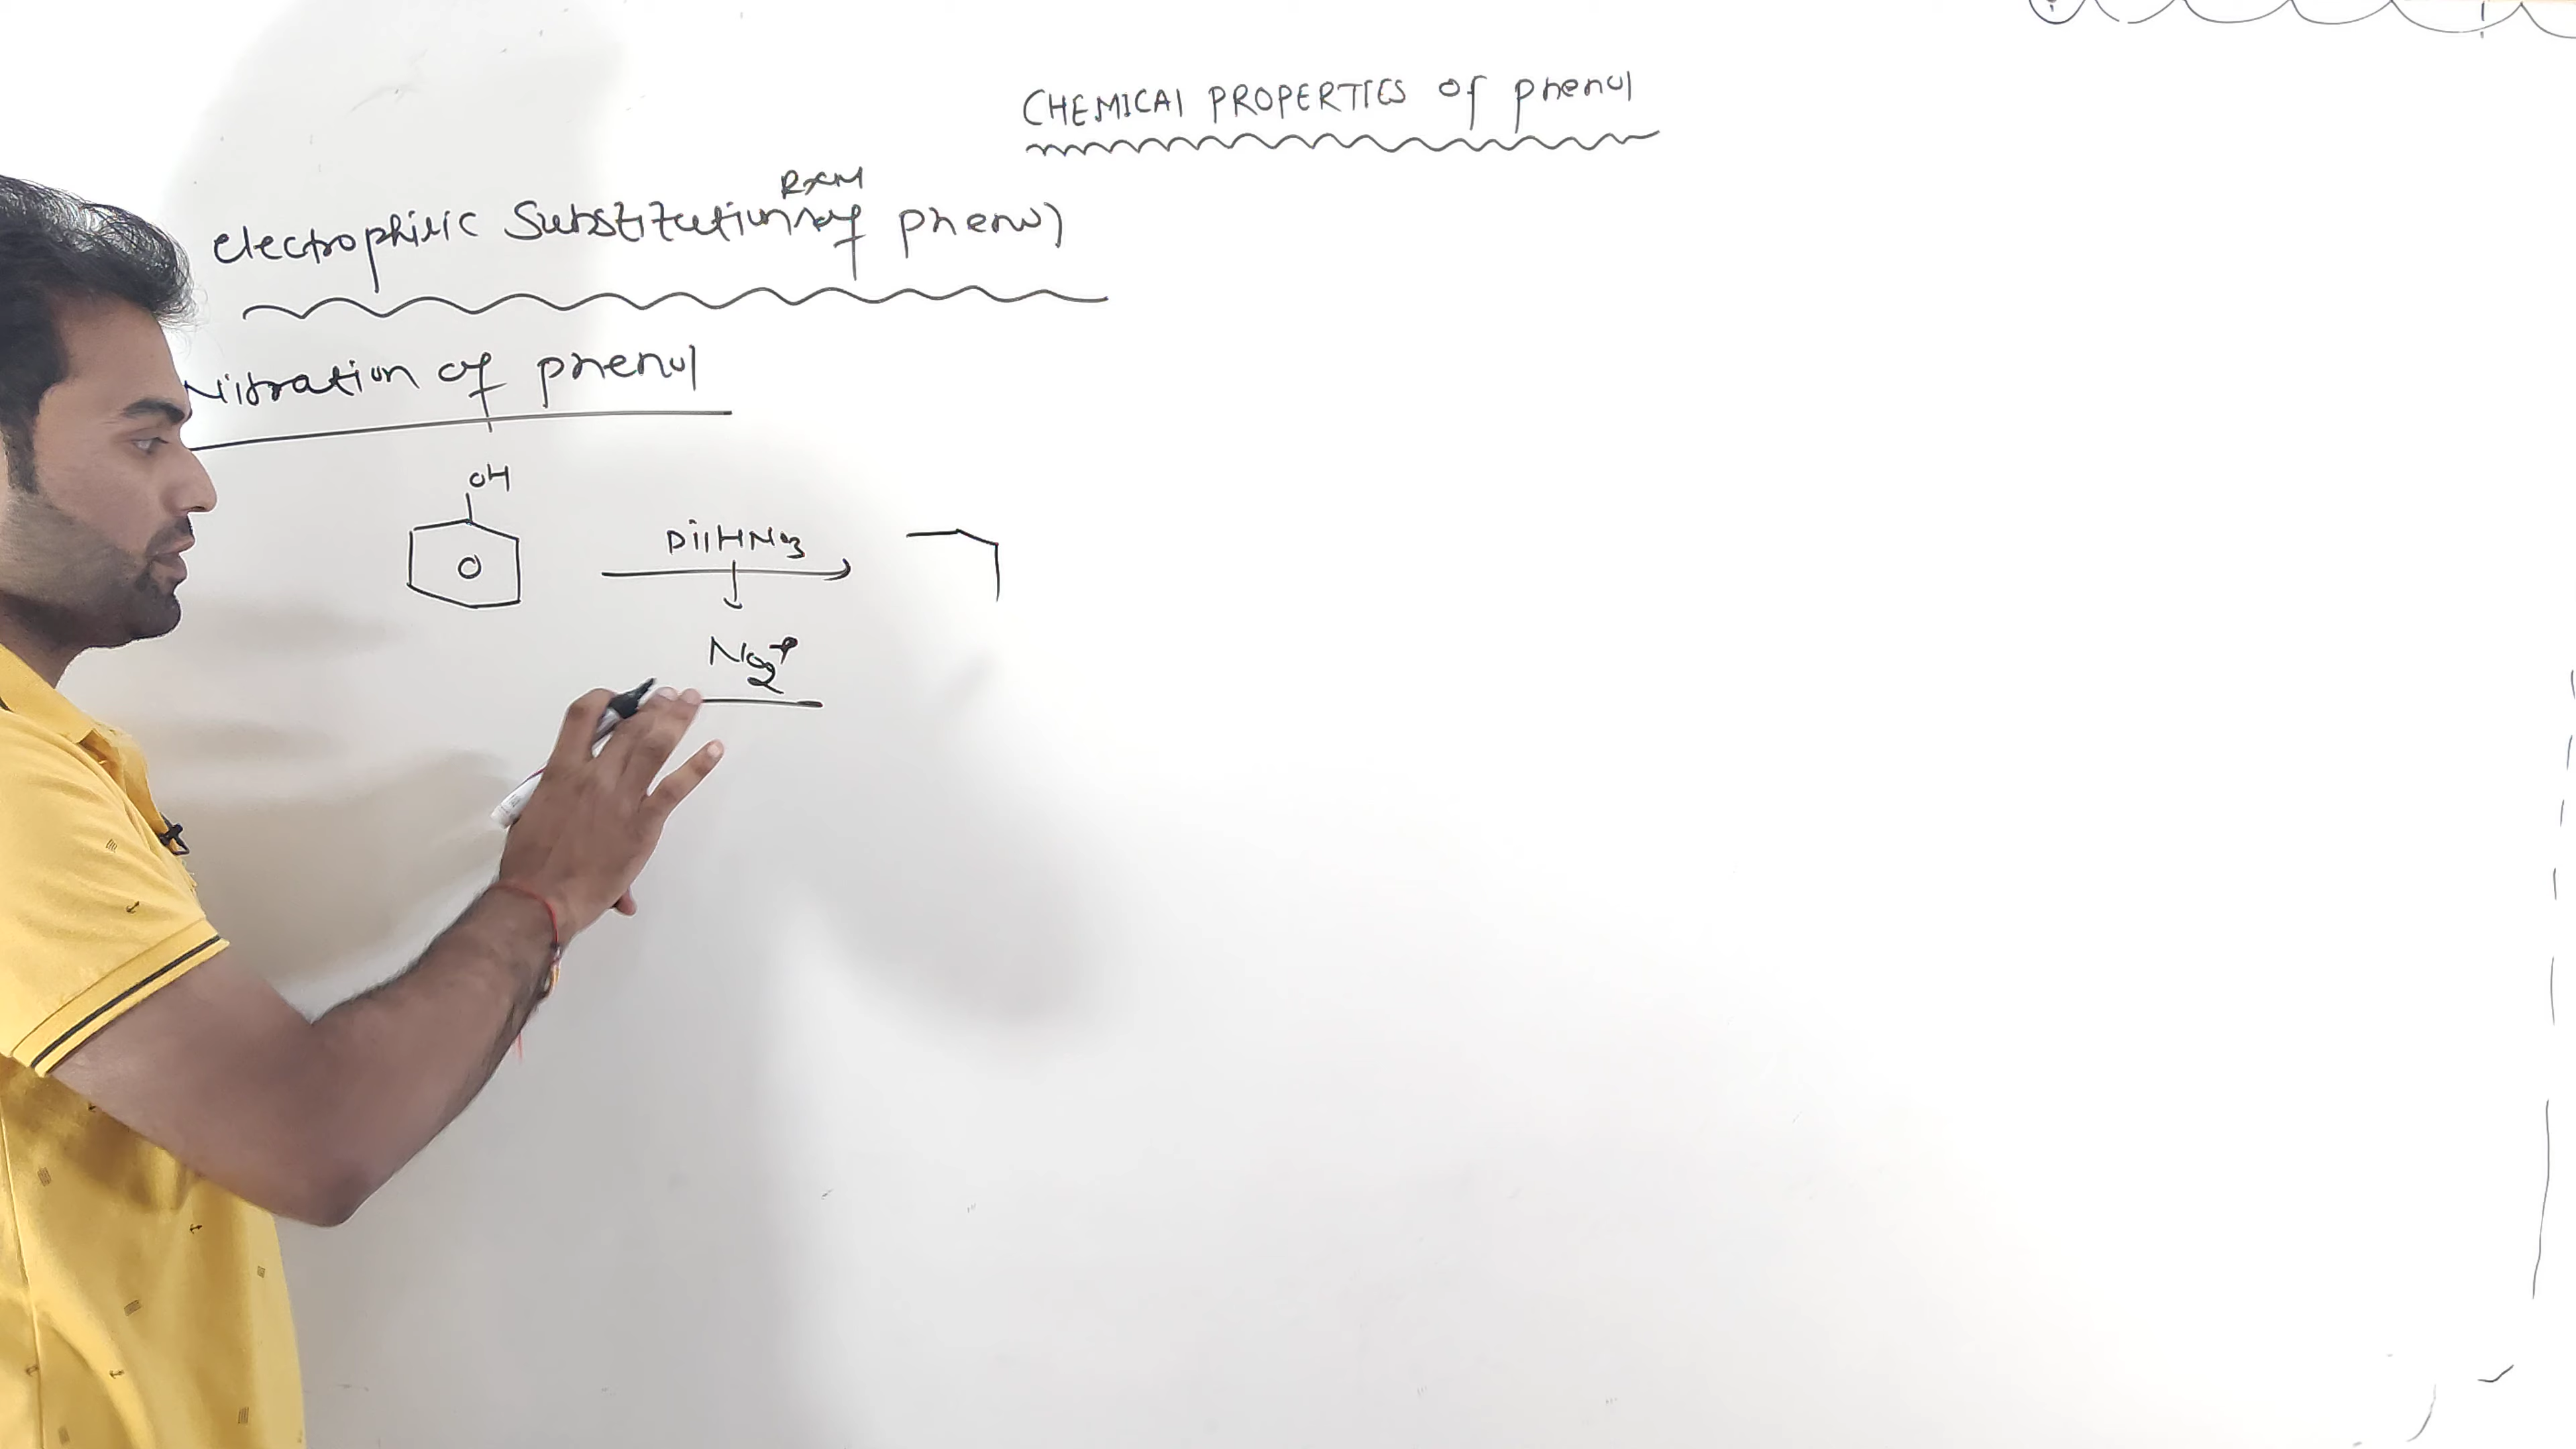 CHEMICAL PROPERTIES of phenol
Rxn
electrophilic Substitution of phenol
Nitration of phenol
OH
Dil HNO3
NO2+